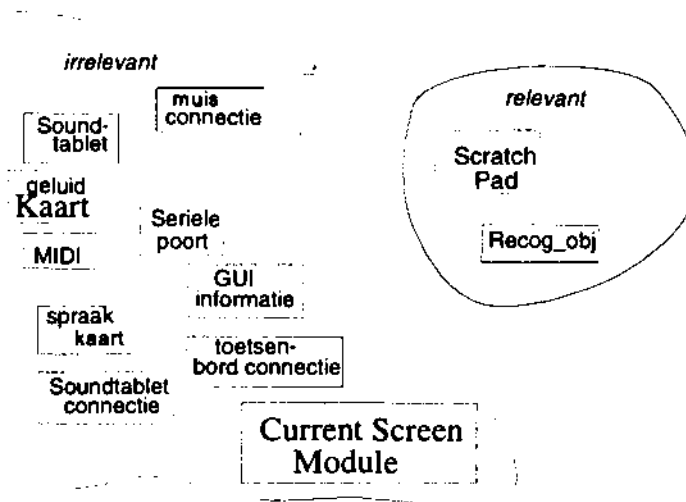 irrelevant
muis
connectie
Sound-
tablet
geluid
Kaart
MIDI
Seriele
poort
GUI
informatie
spraak
kaart
toetsen-
bord connectie
Soundtablet
connectie
Current Screen
Module
relevant
Scratch
Pad
Recog_obj